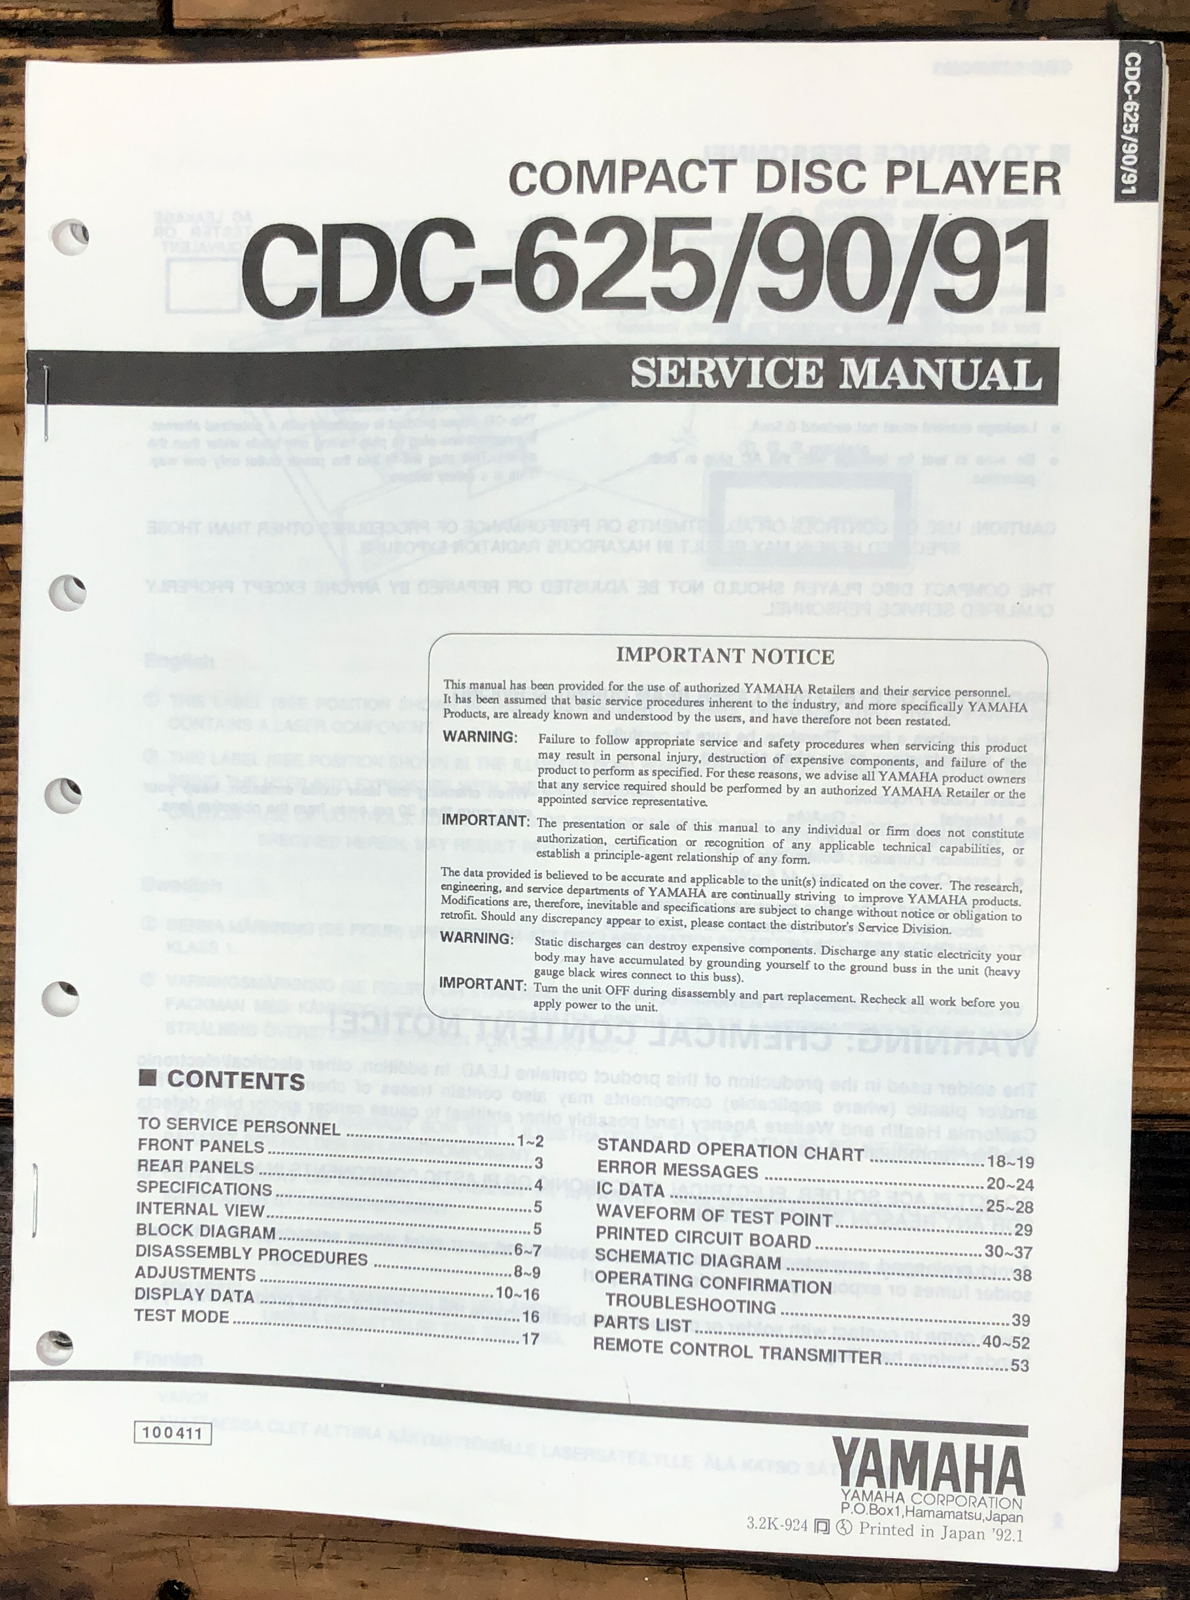 CDC-625/90/91
COMPACT DISC PLAYER
CDC-625/90/91
SERVICE MANUAL
IMPORTANT NOTICE
This manual has been provided for the use of authorized YAMAHA Retailers and their service personnel.
It has been assumed that basic service procedures inherent to the industry, and more specifically YAMAHA
Products, are already known and understood by the users, and have therefore not been restated.
WARNING: Failure to follow appropriate service and safety procedures when servicing this product
may result in personal injury, destruction of expensive components, and failure of the
product to perform as specified. For these reasons, we advise all YAMAHA product owners
that any service required should be performed by an authorized YAMAHA Retailer or the
appointed service representative.
IMPORTANT: The presentation or sale of this manual to any individual or firm does not constitute
authorization, certification or recognition of any applicable technical capabilities, or
establish a principle-agent relationship of any form.
The data provided is believed to be accurate and applicable to the unit(s) indicated on the cover. The research,
engineering, and service departments of YAMAHA are continually striving to improve YAMAHA products.
Modifications are, therefore, inevitable and specifications are subject to change without notice or obligation to
retrofit. Should any discrepancy appear to exist, please contact the distributor's Service Division.
WARNING: Static discharges can destroy expensive components. Discharge any static electricity your
body may have accumulated by grounding yourself to the ground buss in the unit (heavy
gauge black wires connect to this buss).
IMPORTANT: Turn the unit OFF during disassembly and part replacement. Recheck all work before you
apply power to the unit.
■ CONTENTS
TO SERVICE PERSONNEL ........ 1~2
FRONT PANELS ........ 3
REAR PANELS ........ 4
SPECIFICATIONS ........ 5
INTERNAL VIEW ........ 5
BLOCK DIAGRAM ........ 6~7
DISASSEMBLY PROCEDURES ........ 8~9
ADJUSTMENTS ........ 10~16
DISPLAY DATA ........ 16
TEST MODE ........ 17
STANDARD OPERATION CHART ........ 18~19
ERROR MESSAGES ........ 20~24
IC DATA ........ 25~28
WAVEFORM OF TEST POINT ........ 29
PRINTED CIRCUIT BOARD ........ 30~37
SCHEMATIC DIAGRAM ........ 38
OPERATING CONFIRMATION
TROUBLESHOOTING ........ 39
PARTS LIST ........ 40~52
REMOTE CONTROL TRANSMITTER ........ 53
100411
YAMAHA
YAMAHA CORPORATION
P.O.Box1,Hamamatsu,Japan
3.2K-924 Printed in Japan '92.1